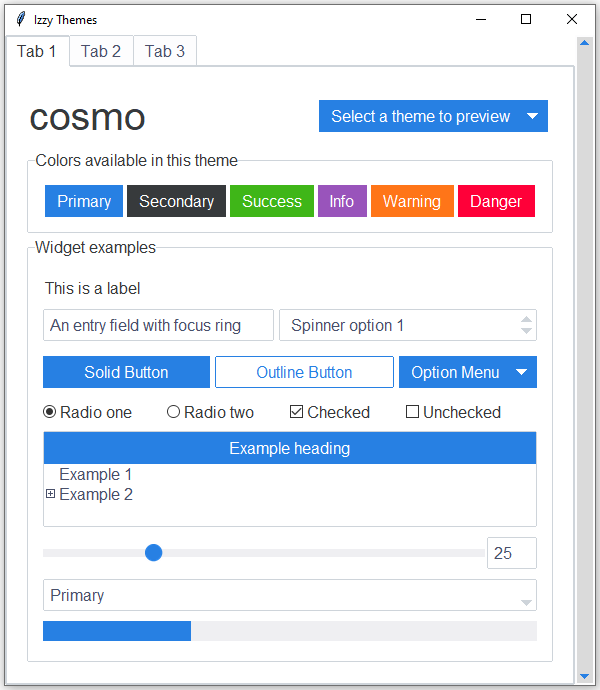 Izzy Themes
Tab 1 Tab 2 Tab 3
cosmo Select a theme to preview
Colors available in this theme
Primary Secondary Success Info Warning Danger
Widget examples
This is a label
An entry field with focus ring Spinner option 1
Solid Button Outline Button Option Menu
Radio one Radio two Checked Unchecked
Example heading
Example 1
Example 2
25
Primary